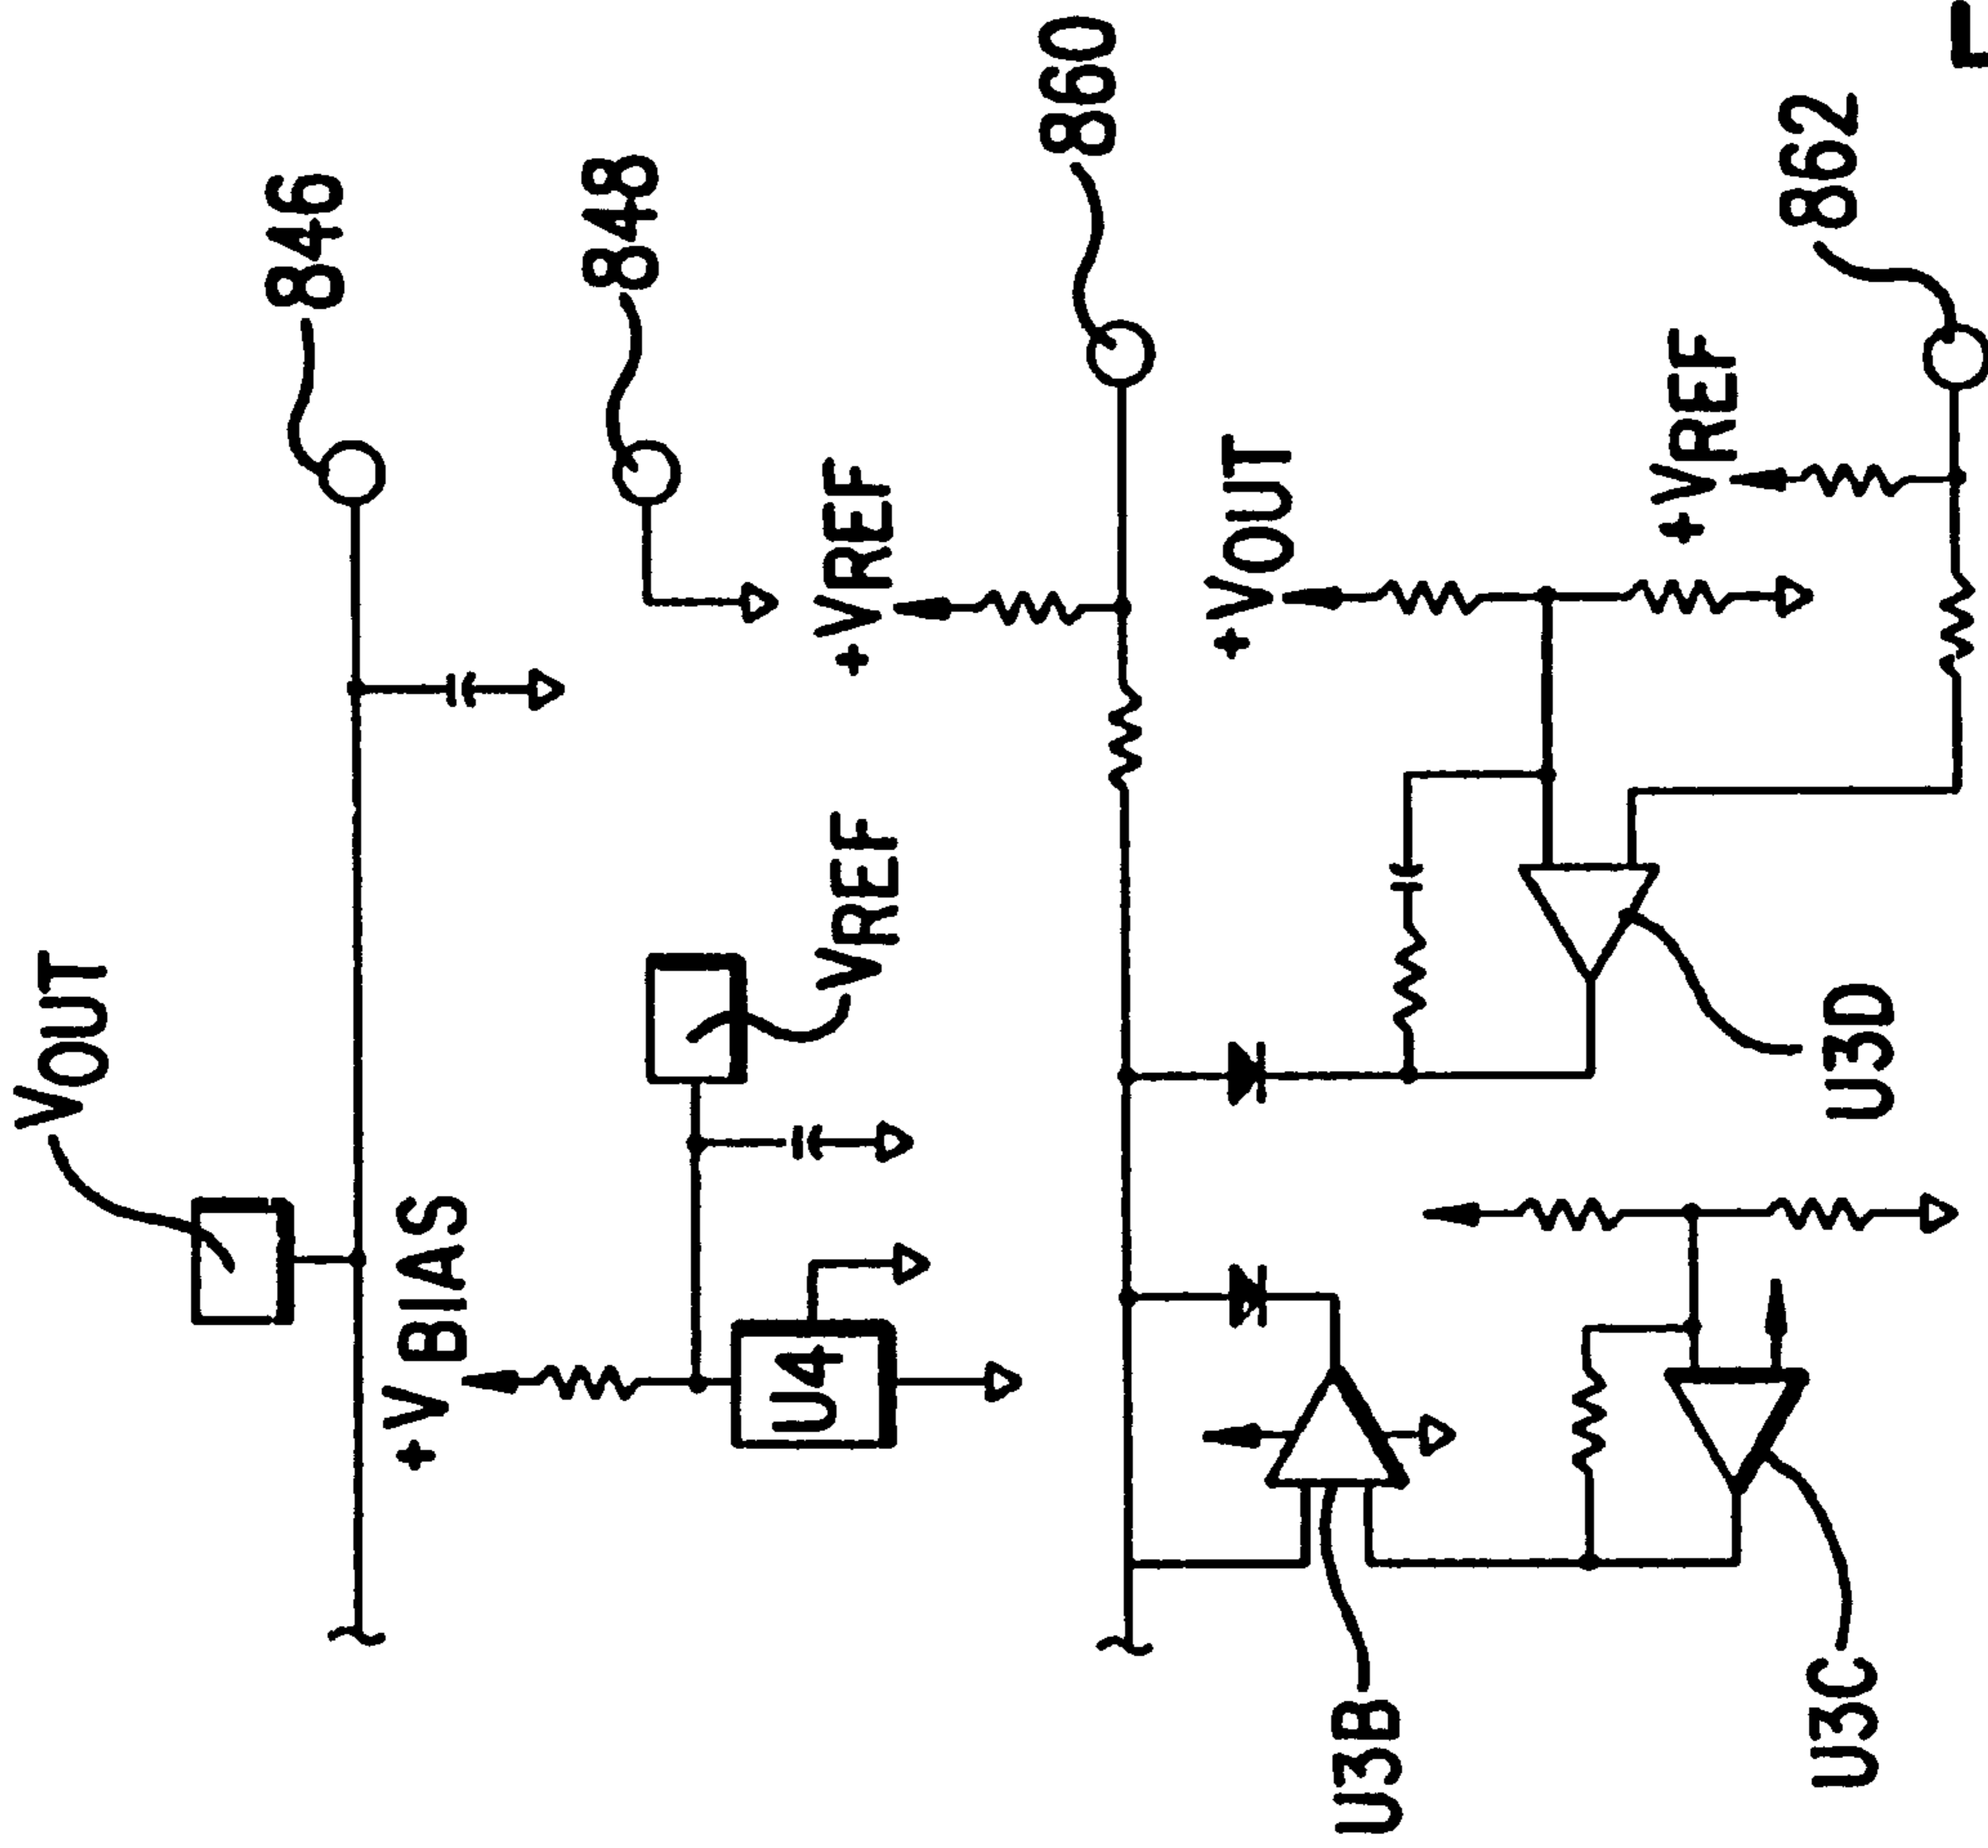 VOUT
846
848
+VBIAS
U4
VREF
+VREF
860
+VOUT
+VREF
862
U3B
U3C
U3D